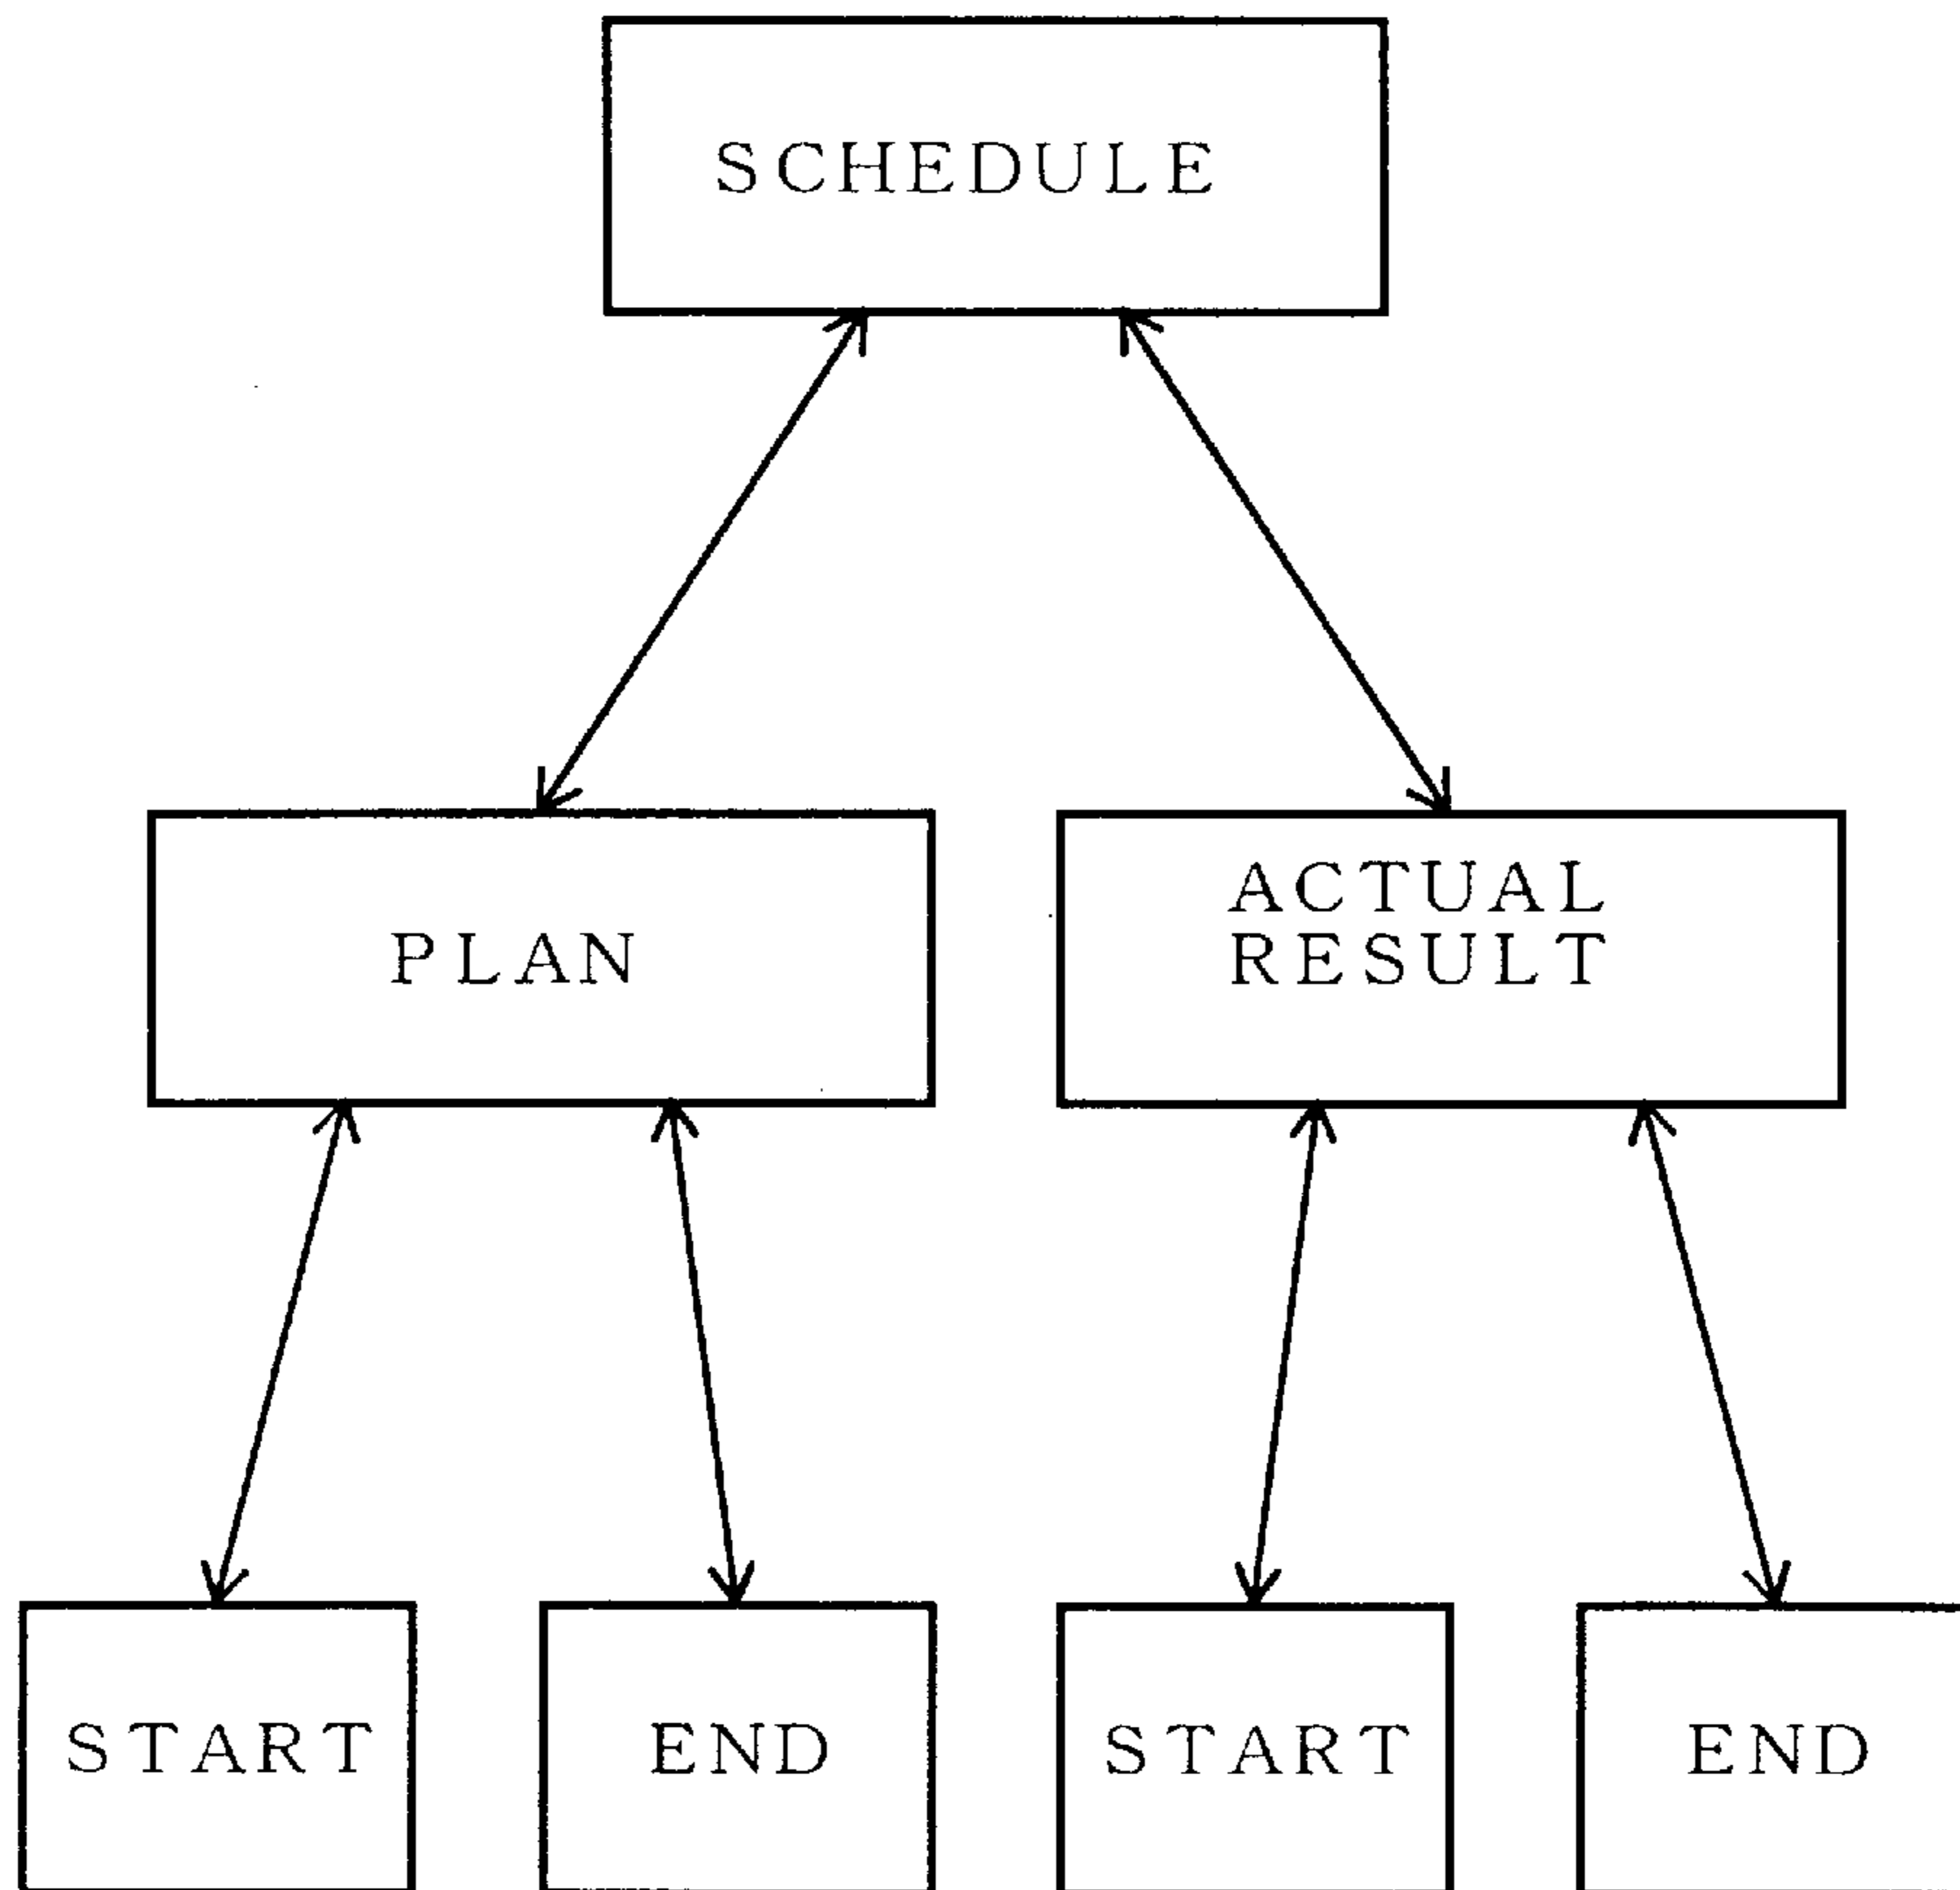 SCHEDULE
PLAN
ACTUAL
RESULT
START
END
START
END